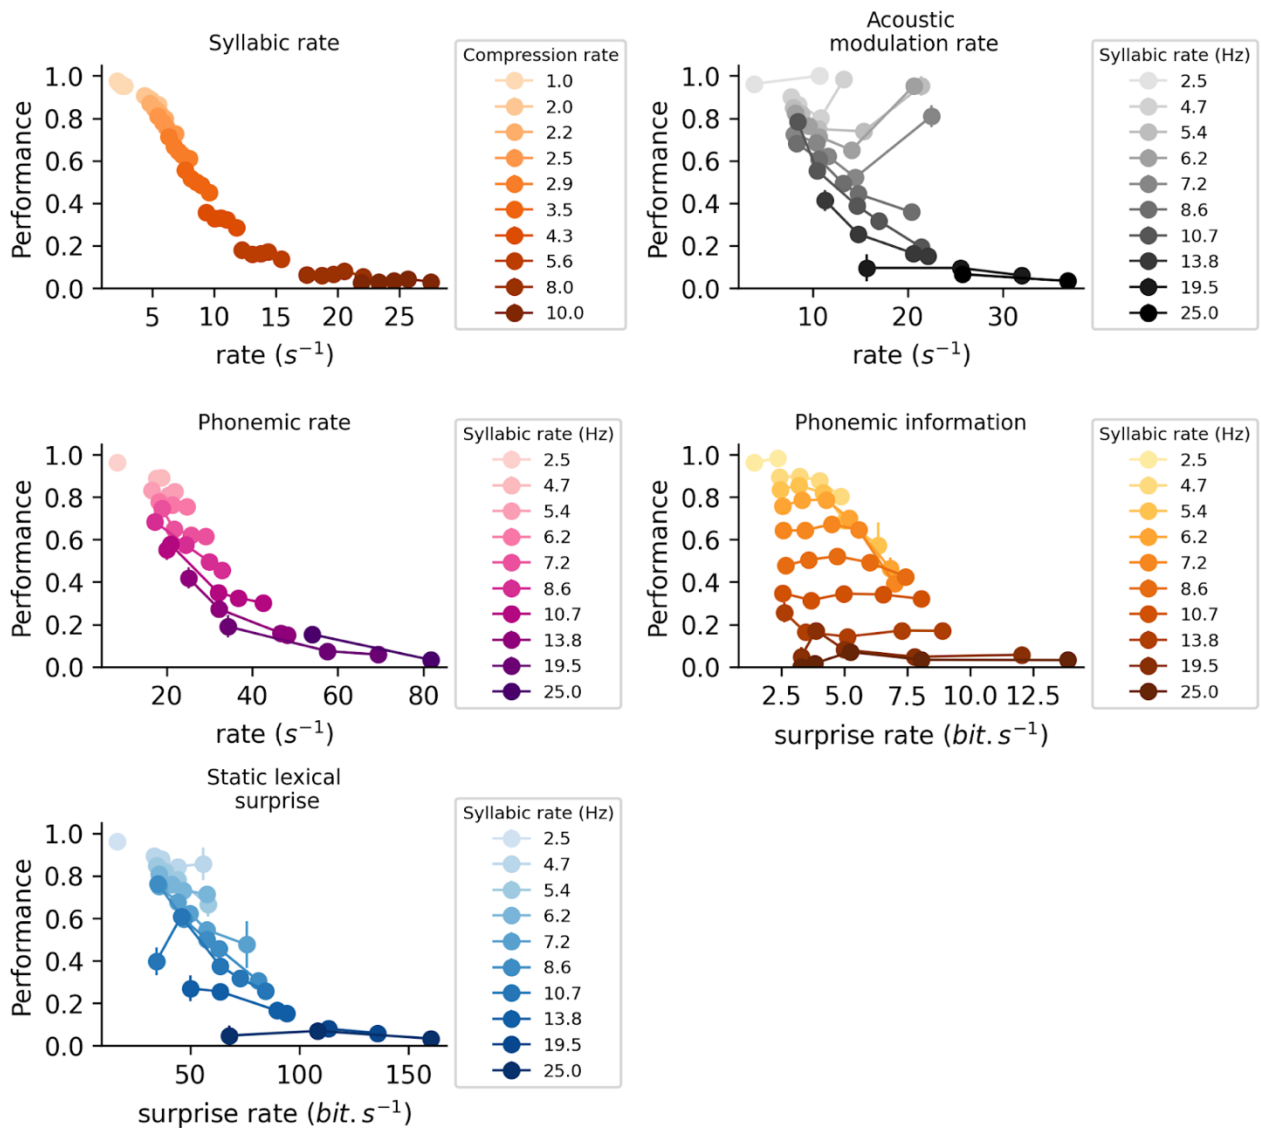 Syllabic rate
Performance
1.0
0.8
0.6
0.4
0.2
0.0
5 10 15 20 25
rate (s⁻¹)
Compression rate
1.0
2.0
2.2
2.5
2.9
3.5
4.3
5.6
8.0
10.0
Acoustic
modulation rate
Performance
1.0
0.8
0.6
0.4
0.2
0.0
10 20 30
rate (s⁻¹)
Syllabic rate (Hz)
2.5
4.7
5.4
6.2
7.2
8.6
10.7
13.8
19.5
25.0
Phonemic rate
Performance
1.0
0.8
0.6
0.4
0.2
0.0
20 40 60 80
rate (s⁻¹)
Syllabic rate (Hz)
2.5
4.7
5.4
6.2
7.2
8.6
10.7
13.8
19.5
25.0
Phonemic information
Performance
1.0
0.8
0.6
0.4
0.2
0.0
2.5 5.0 7.5 10.0 12.5
surprise rate (bit.s⁻¹)
Syllabic rate (Hz)
2.5
4.7
5.4
6.2
7.2
8.6
10.7
13.8
19.5
25.0
Static lexical
surprise
Performance
1.0
0.8
0.6
0.4
0.2
0.0
50 100 150
surprise rate (bit.s⁻¹)
Syllabic rate (Hz)
2.5
4.7
5.4
6.2
7.2
8.6
10.7
13.8
19.5
25.0